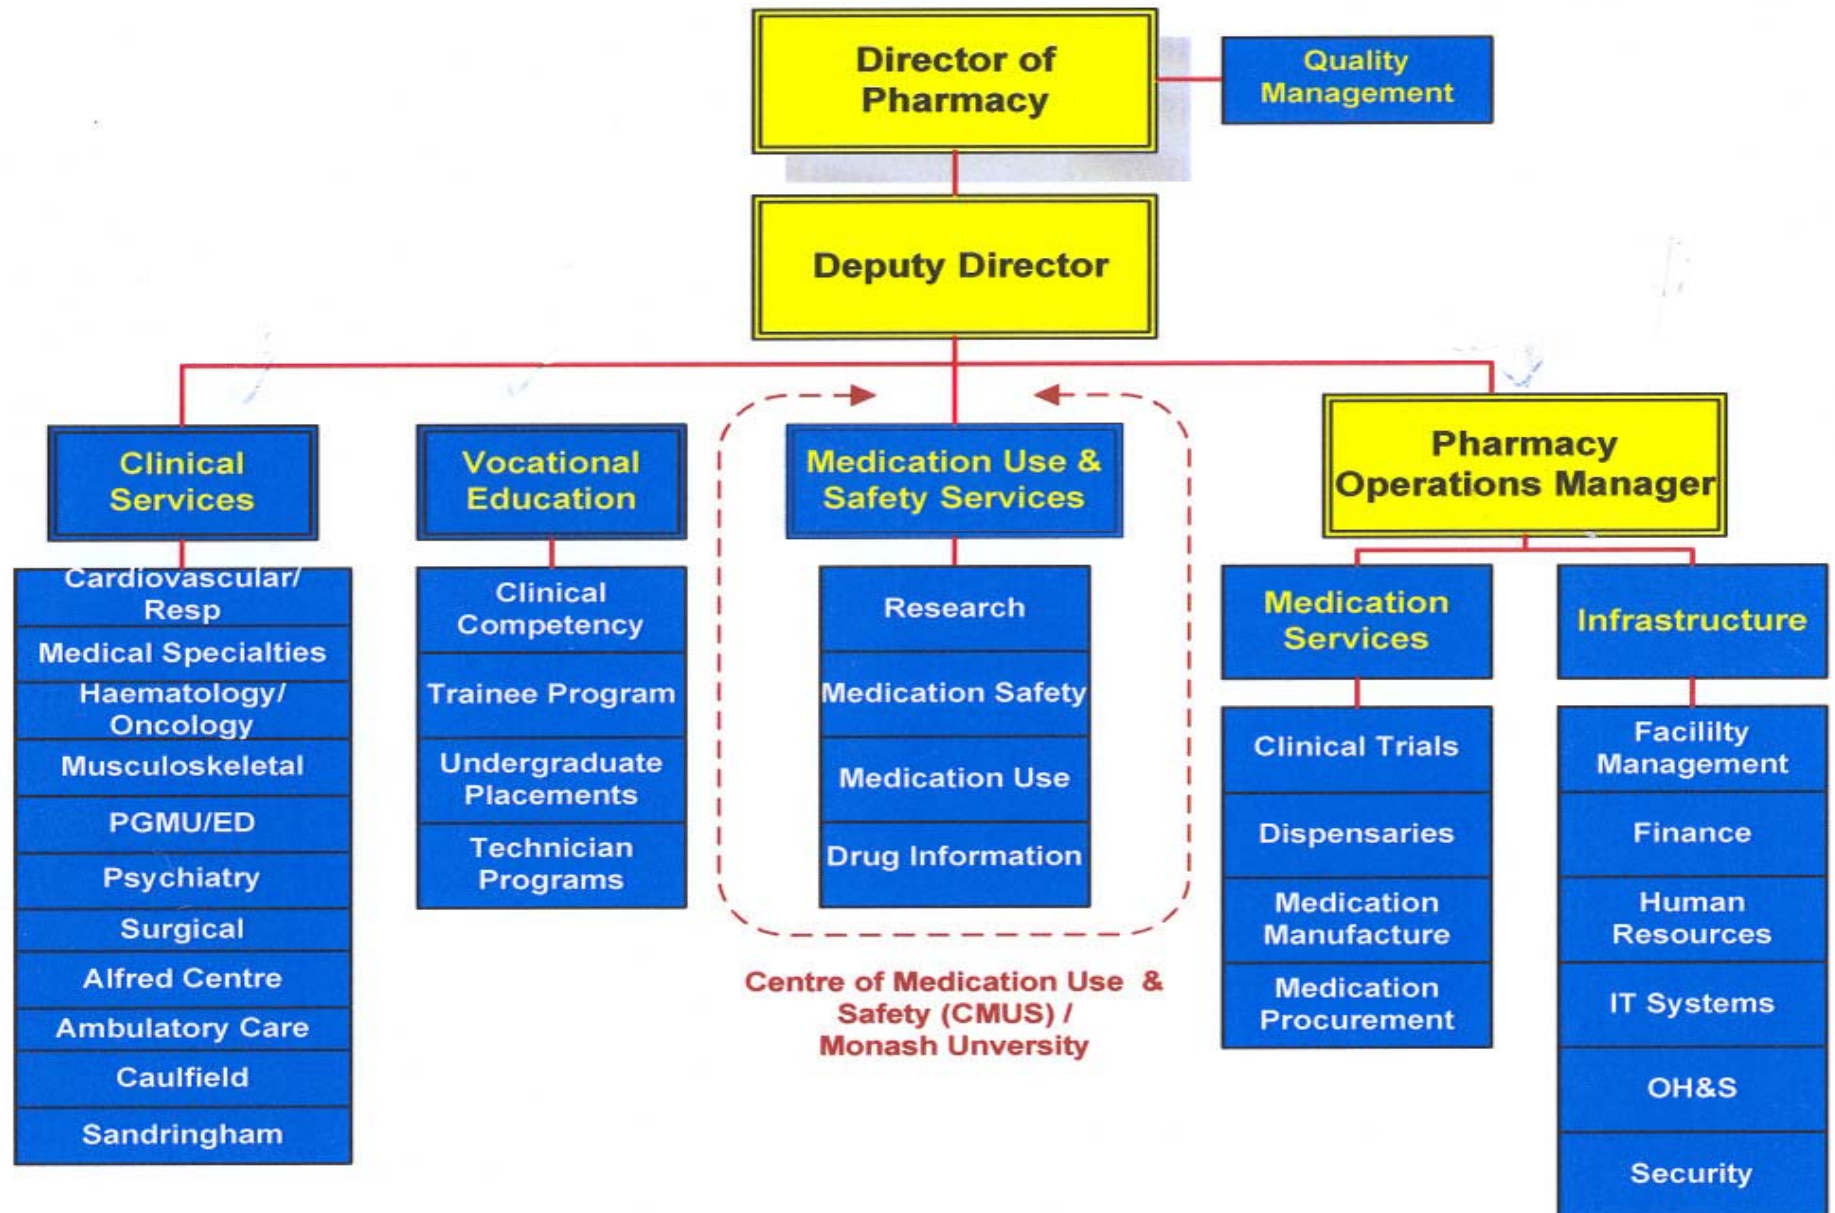 Director of
Pharmacy
Quality
Management
Deputy Director
Clinical
Services
Cardiovascular/
Resp
Medical Specialties
Haematology/
Oncology
Musculoskeletal
PGMU/ED
Psychiatry
Surgical
Alfred Centre
Ambulatory Care
Caulfield
Sandringham
Vocational
Education
Clinical
Competency
Trainee Program
Undergraduate
Placements
Technician
Programs
Medication Use &
Safety Services
Research
Medication Safety
Medication Use
Drug Information
Centre of Medication Use &
Safety (CMUS) /
Monash Unversity
Pharmacy
Operations Manager
Medication
Services
Clinical Trials
Dispensaries
Medication
Manufacture
Medication
Procurement
Infrastructure
Facililty
Management
Finance
Human
Resources
IT Systems
OH&S
Security